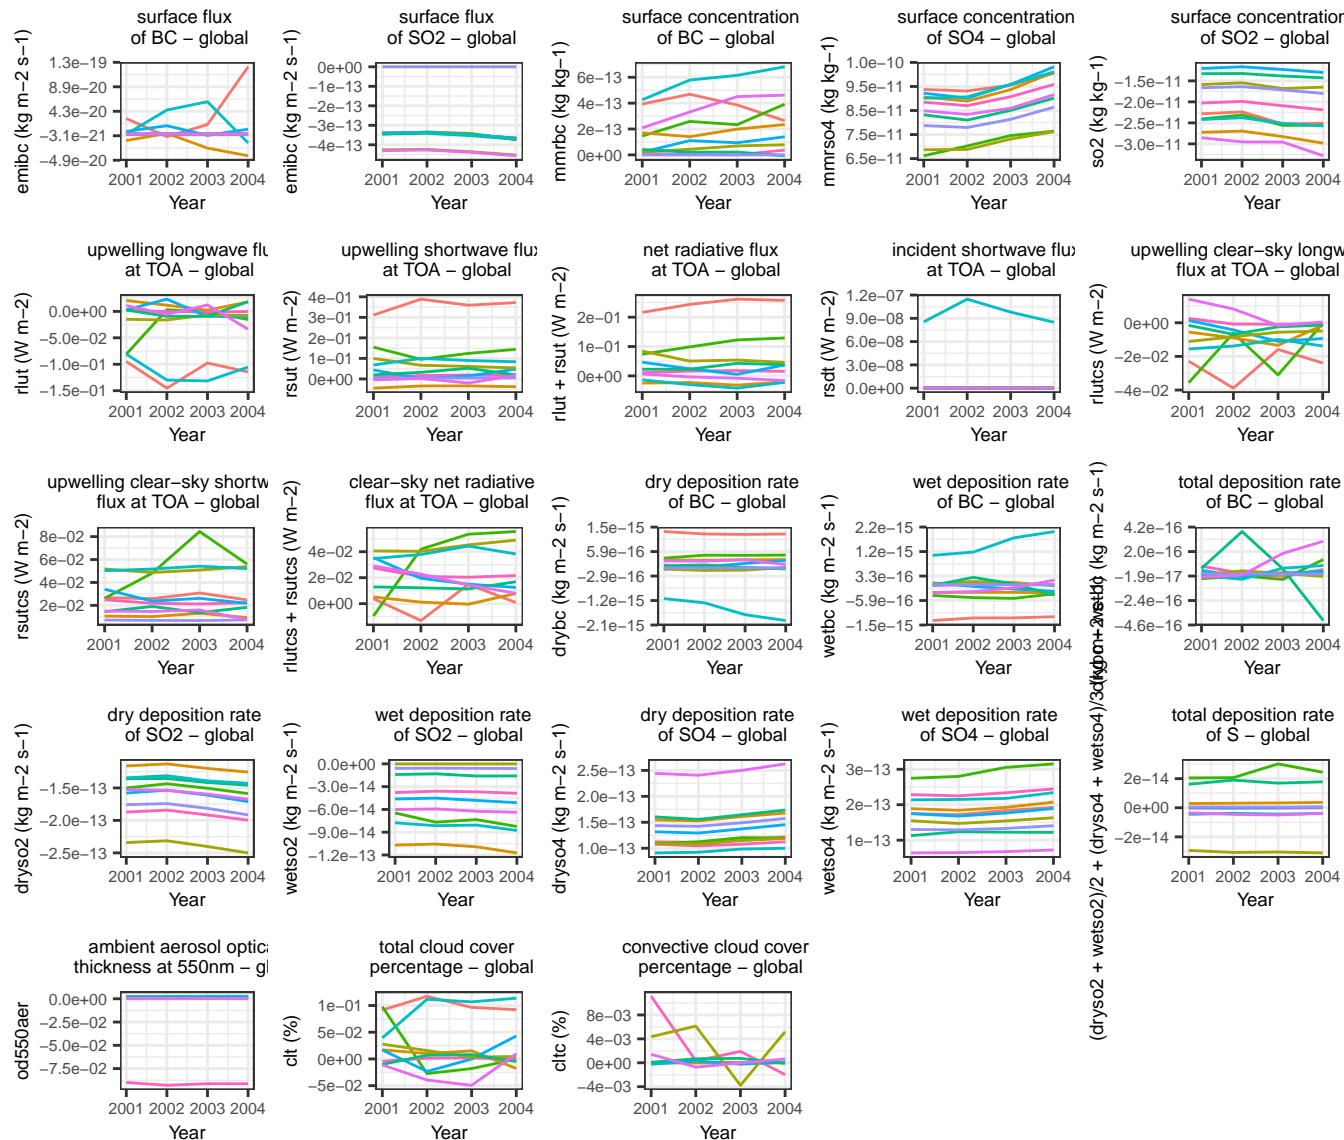 surface flux
of BC − global
emibc (kg m−2 s−1)
1.3e−19
8.9e−20
4.3e−20
−3.1e−21
−4.9e−20
2001 2002 2003 2004
Year
surface flux
of SO2 − global
emibc (kg m−2 s−1)
0e+00
−1e−13
−2e−13
−3e−13
−4e−13
2001 2002 2003 2004
Year
surface concentration
of BC − global
mmrbc (kg kg−1)
6e−13
4e−13
2e−13
0e+00
2001 2002 2003 2004
Year
surface concentration
of SO4 − global
mmrso4 (kg kg−1)
1.0e−10
8.5e−11
7.5e−11
6.5e−11
2001 2002 2003 2004
Year
surface concentration
of SO2 − global
so2 (kg kg−1)
−1.5e−11
−2.0e−11
−2.5e−11
−3.0e−11
2001 2002 2003 2004
Year
upwelling longwave flux
at TOA − global
rlut (W m−2)
0.0e+00
−5.0e−02
−1.0e−01
−1.5e−01
2001 2002 2003 2004
Year
upwelling shortwave flux
at TOA − global
rsut (W m−2)
4e−01
3e−01
2e−01
1e−01
0e+00
2001 2002 2003 2004
Year
net radiative flux
at TOA − global
rlut + rsut (W m−2)
2e−01
1e−01
0e+00
2001 2002 2003 2004
Year
incident shortwave flux
at TOA − global
rsdt (W m−2)
1.2e−07
9.0e−08
6.0e−08
3.0e−08
0.0e+00
2001 2002 2003 2004
Year
upwelling clear−sky longw
flux at TOA − global
rlutcs (W m−2)
0e+00
−2e−02
−4e−02
2001 2002 2003 2004
Year
upwelling clear−sky shortw
flux at TOA − global
rsutcs (W m−2)
8e−02
6e−02
4e−02
2e−02
2001 2002 2003 2004
Year
clear−sky net radiative
flux at TOA − global
rlutcs + rsutcs (W m−2)
4e−02
2e−02
0e+00
2001 2002 2003 2004
Year
dry deposition rate
of BC − global
drybc (kg m−2 s−1)
1.5e−15
5.9e−16
−2.9e−16
−1.2e−15
−2.1e−15
2001 2002 2003 2004
Year
wet deposition rate
of BC − global
wetbc (kg m−2 s−1)
2.2e−15
1.2e−15
3.3e−16
−5.9e−16
−1.5e−15
2001 2002 2003 2004
Year
total deposition rate
of BC − global
drybc + wetbc (kg m−2 s−1)
4.2e−16
2.0e−16
−1.9e−17
−2.4e−16
−4.6e−16
2001 2002 2003 2004
Year
dry deposition rate
of SO2 − global
dryso2 (kg m−2 s−1)
−1.5e−13
−2.0e−13
−2.5e−13
2001 2002 2003 2004
Year
wet deposition rate
of SO2 − global
wetso2 (kg m−2 s−1)
0.0e+00
−3.0e−14
−6.0e−14
−9.0e−14
−1.2e−13
2001 2002 2003 2004
Year
dry deposition rate
of SO4 − global
dryso4 (kg m−2 s−1)
2.5e−13
2.0e−13
1.5e−13
1.0e−13
2001 2002 2003 2004
Year
wet deposition rate
of SO4 − global
wetso4 (kg m−2 s−1)
3e−13
2e−13
1e−13
2001 2002 2003 2004
Year
total deposition rate
of S − global
(dryso2 + wetso2)/2 + (dryso4 + wetso4)/3
2e−14
0e+00
−2e−14
2001 2002 2003 2004
Year
ambient aerosol optica
thickness at 550nm − gl
od550aer
0.0e+00
−2.5e−02
−5.0e−02
−7.5e−02
2001 2002 2003 2004
Year
total cloud cover
percentage − global
clt (%)
1e−01
5e−02
0e+00
−5e−02
2001 2002 2003 2004
Year
convective cloud cover
percentage − global
cltc (%)
8e−03
4e−03
0e+00
−4e−03
2001 2002 2003 2004
Year